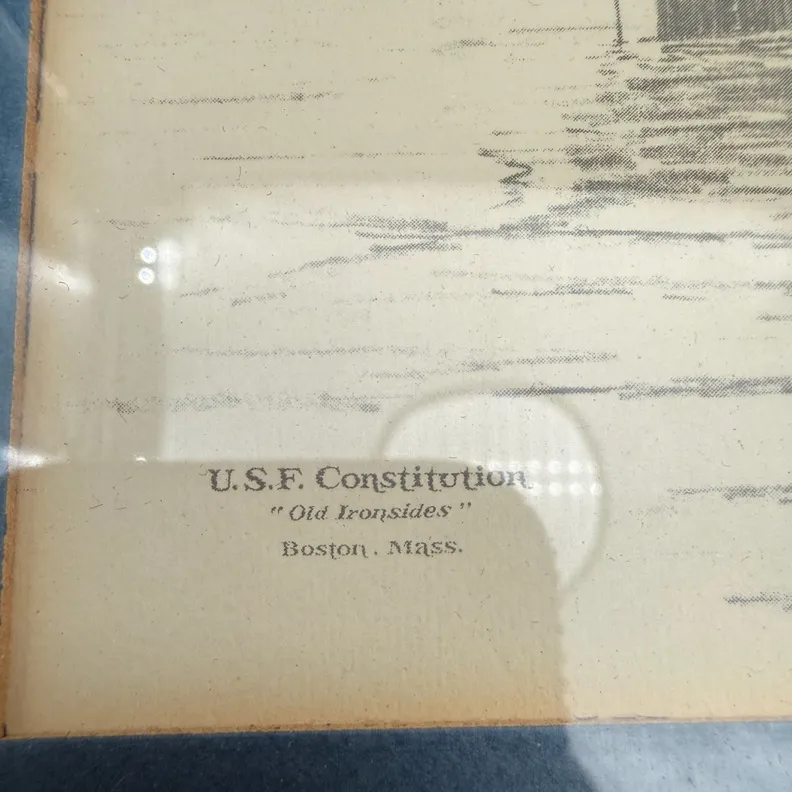 U.S.F. Constitution
"Old Ironsides"
Boston. Mass.